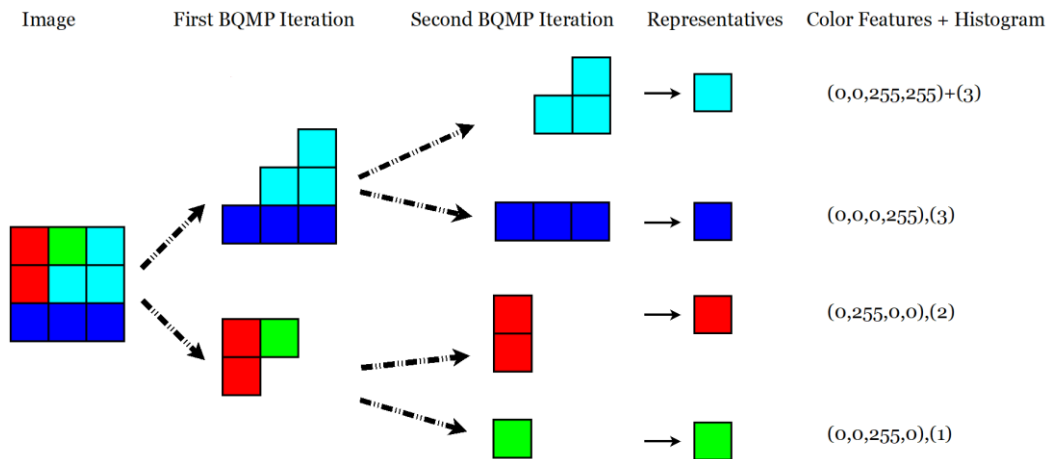 Image First BQMP Iteration Second BQMP Iteration Representatives Color Features + Histogram
(0,0,255,255)+(3)
(0,0,0,255),(3)
(0,255,0,0),(2)
(0,0,255,0),(1)